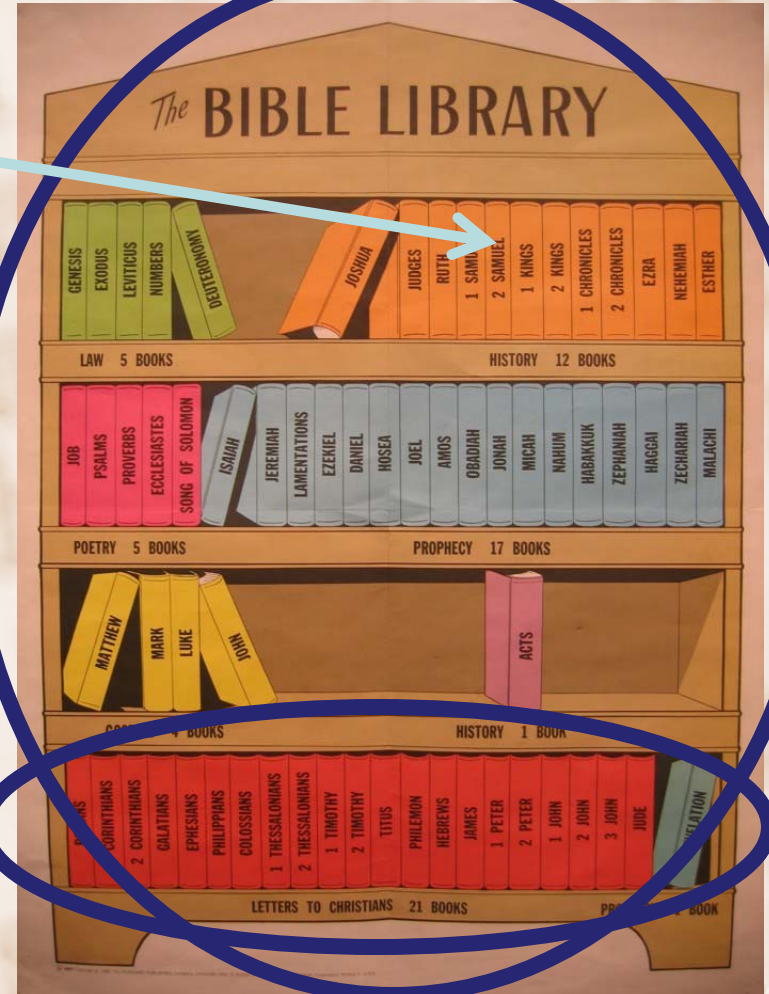 The BIBLE LIBRARY
GENESIS
EXODUS
LEVITICUS
NUMBERS
DEUTERONOMY
JOSHUA
JUDGES
RUTH
1 SAMUEL
2 SAMUEL
1 KINGS
2 KINGS
1 CHRONICLES
2 CHRONICLES
EZRA
NEHEMIAH
ESTHER
LAW 5 BOOKS
HISTORY 12 BOOKS
JOB
PSALMS
PROVERBS
ECCLESIASTES
SONG OF SOLOMON
ISAIAH
JEREMIAH
LAMENTATIONS
EZEKIEL
DANIEL
HOSEA
JOEL
AMOS
OBADIAH
JONAH
MICAH
NAHUM
HABAKKUK
ZEPHANIAH
HAGGAI
ZECHARIAH
MALACHI
POETRY 5 BOOKS
PROPHECY 17 BOOKS
MATTHEW
MARK
LUKE
JOHN
ACTS
4 BOOKS
HISTORY 1 BOOK
CORINTHIANS
2 CORINTHIANS
GALATIANS
EPHESIANS
PHILIPPIANS
COLOSSIANS
1 THESSALONIANS
2 THESSALONIANS
1 TIMOTHY
2 TIMOTHY
TITUS
PHILEMON
HEBREWS
JAMES
1 PETER
2 PETER
1 JOHN
2 JOHN
3 JOHN
JUDE
LETTERS TO CHRISTIANS 21 BOOKS
BOOK